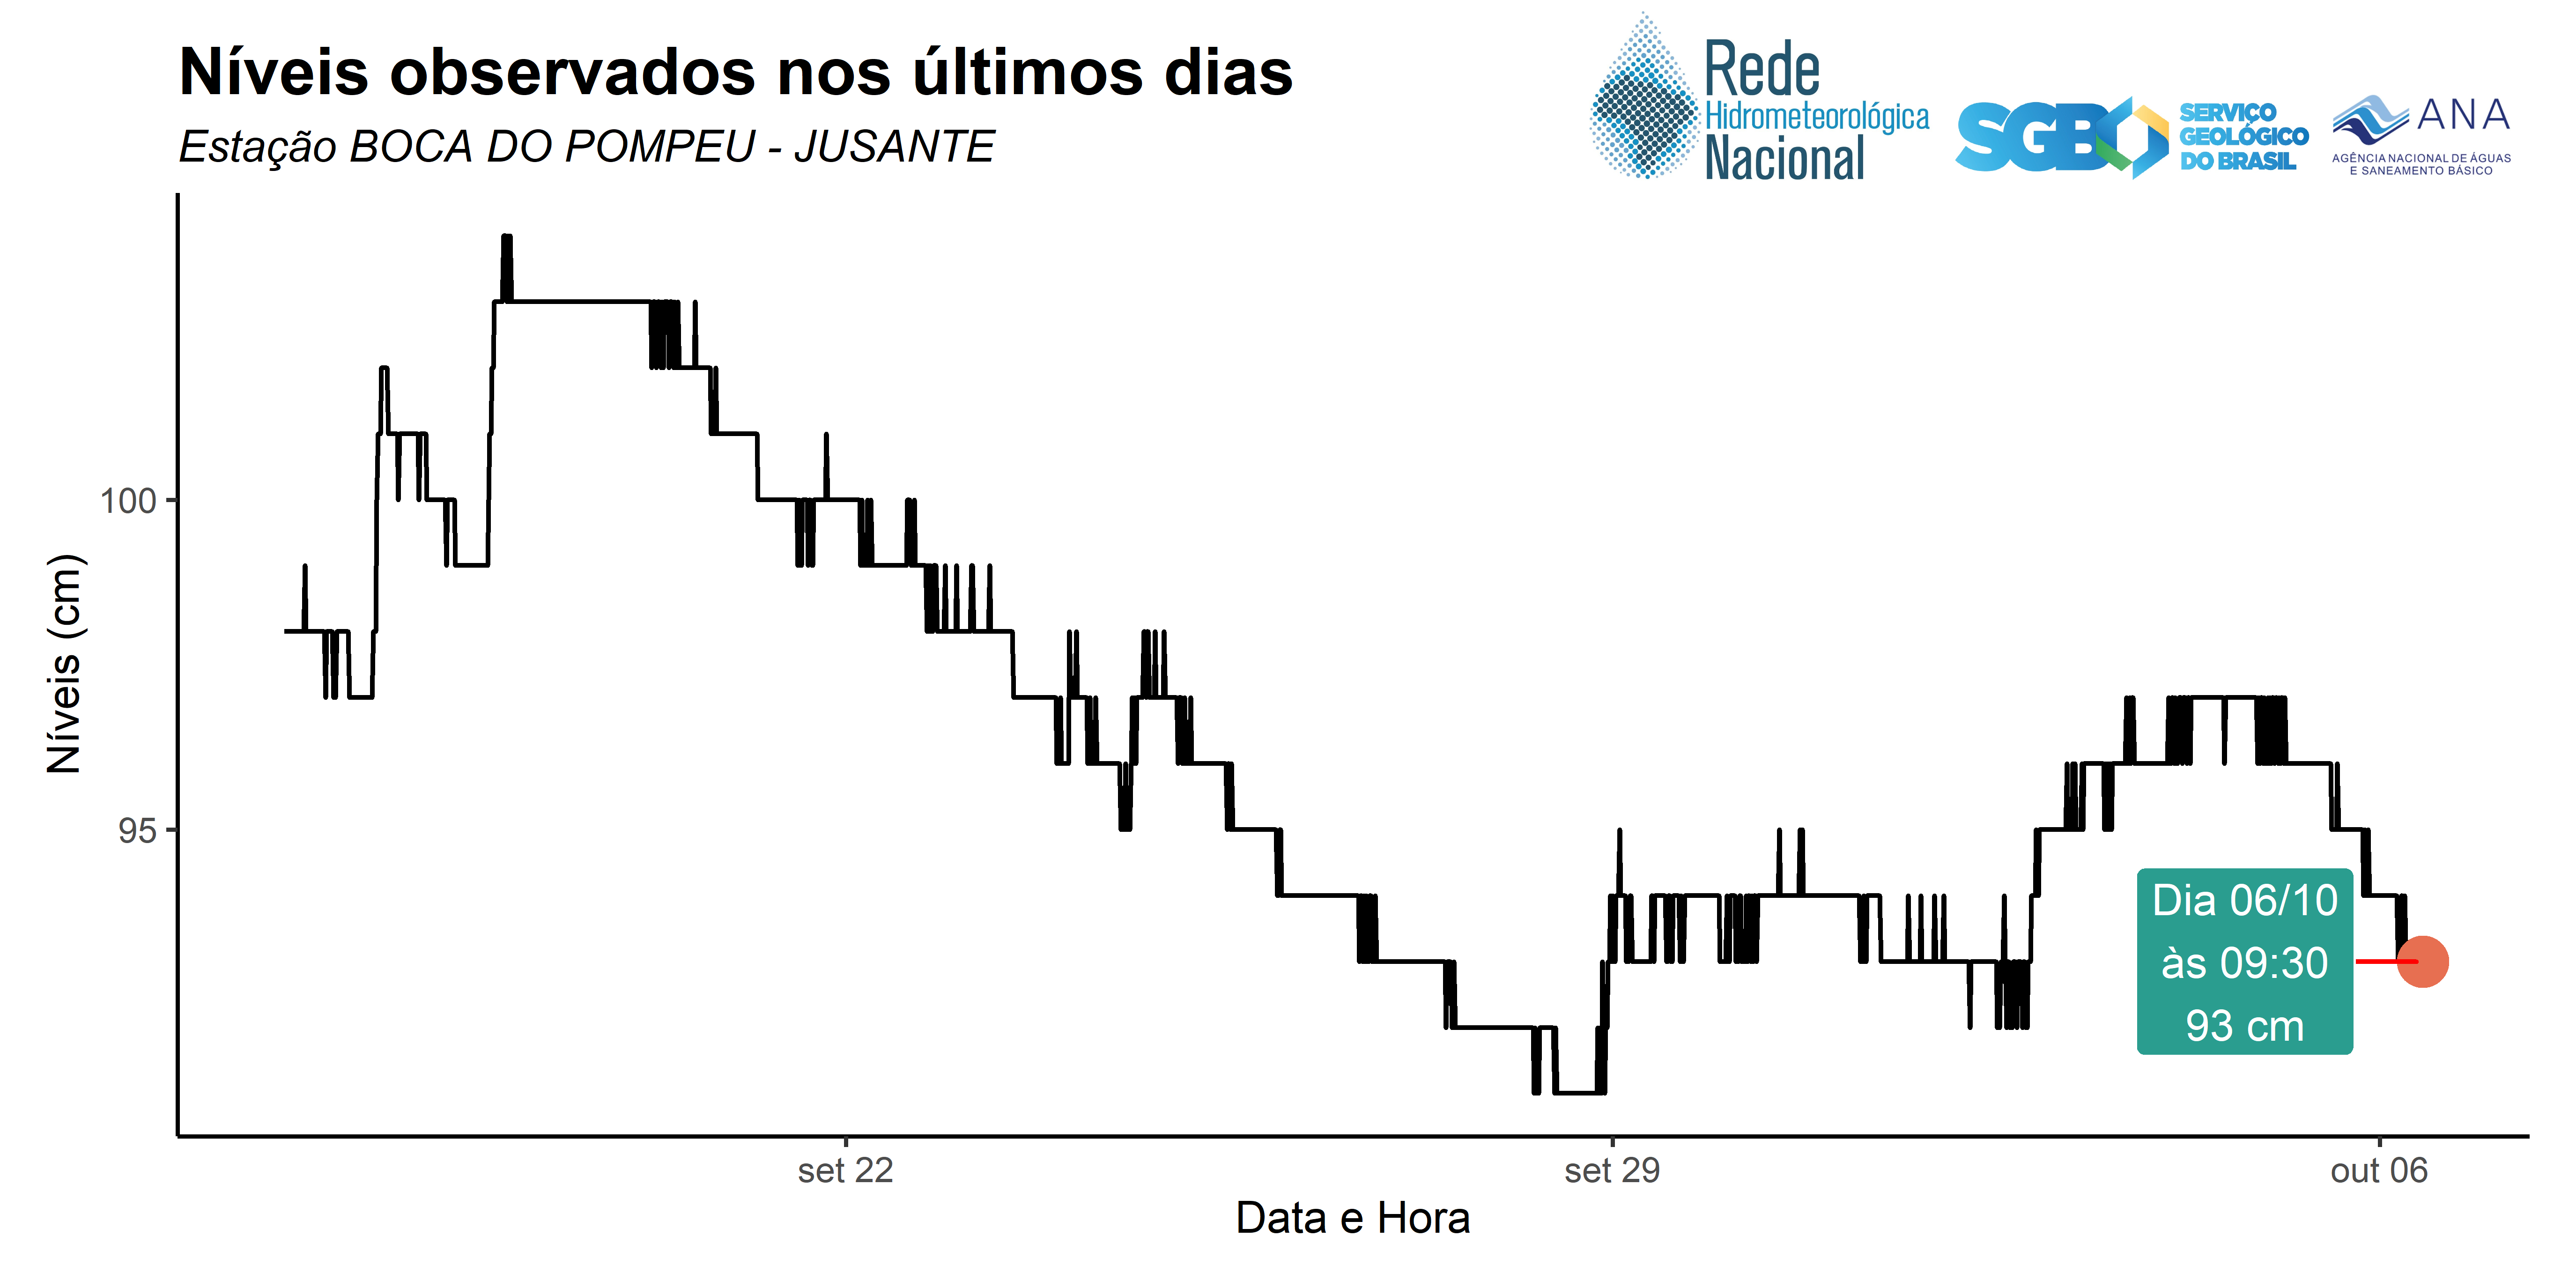 Níveis observados nos últimos dias
Estação BOCA DO POMPEU - JUSANTE
Rede
Hidrometeorológica
Nacional
SGB
SERVIÇO
GEOLÓGICO
DO BRASIL
ANA
AGÊNCIA NACIONAL DE ÁGUAS
E SANEAMENTO BÁSICO
Níveis (cm)
100
95
Dia 06/10
às 09:30
93 cm
set 22
set 29
out 06
Data e Hora